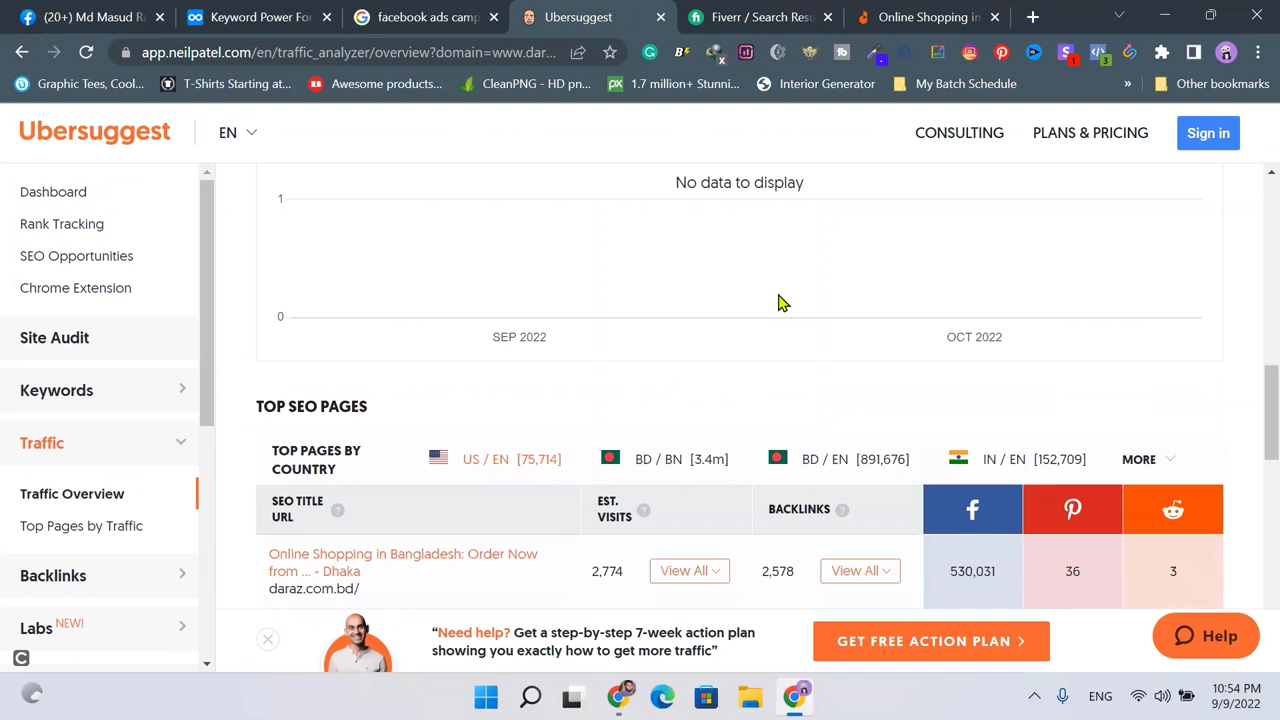 (20+) Md Masud Ra
Keyword Power For
facebook ads camp
Ubersuggest
Fiverr / Search Resu
Online Shopping in
app.neilpatel.com/en/traffic_analyzer/overview?domain=www.dar...
Graphic Tees, Cool...
T-Shirts Starting at...
Awesome products...
CleanPNG - HD pn...
1.7 million+ Stunni...
Interior Generator
My Batch Schedule
»
Other bookmarks
Ubersuggest
EN
CONSULTING
PLANS & PRICING
Sign in
Dashboard
Rank Tracking
SEO Opportunities
Chrome Extension
Site Audit
Keywords
Traffic
Traffic Overview
Top Pages by Traffic
Backlinks
Labs NEW!
No data to display
1
0
SEP 2022
OCT 2022
TOP SEO PAGES
TOP PAGES BY COUNTRY
US / EN [75,714]
BD / BN [3.4m]
BD / EN [891,676]
IN / EN [152,709]
MORE
SEO TITLE
URL
EST.
VISITS
BACKLINKS
Online Shopping in Bangladesh: Order Now
from ... - Dhaka
daraz.com.bd/
2,774
View All
2,578
View All
530,031
36
3
“Need help? Get a step-by-step 7-week action plan
showing you exactly how to get more traffic”
GET FREE ACTION PLAN
Help
ENG
10:54 PM
9/9/2022